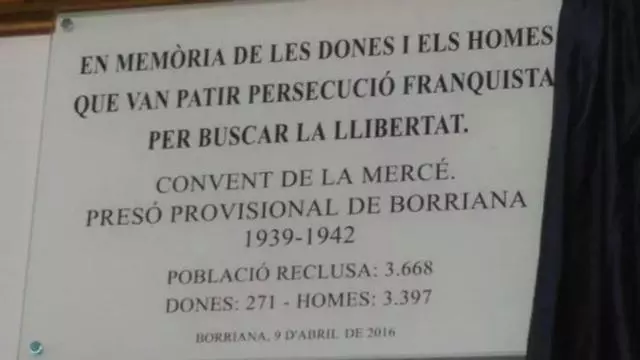 EN MEMÒRIA DE LES DONES I ELS HOMES
QUE VAN PATIR PERSECUCIÓ FRANQUISTA
PER BUSCAR LA LLIBERTAT.
CONVENT DE LA MERCÉ.
PRESÓ PROVISIONAL DE BORRIANA
1939-1942
POBLACIÓ RECLUSA: 3.668
DONES: 271 - HOMES: 3.397
BORRIANA, 9 D'ABRIL DE 2016